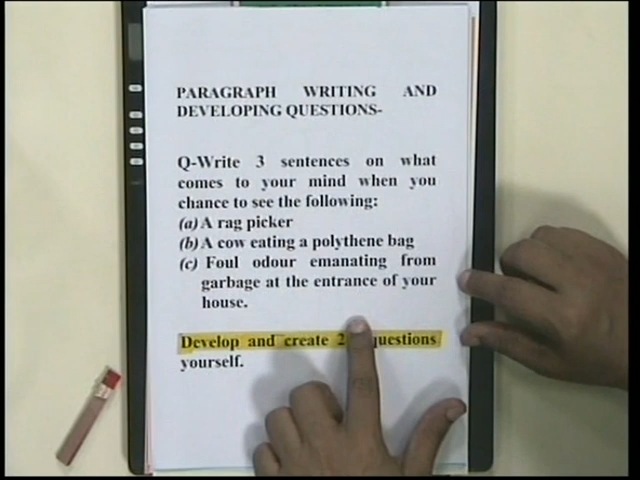 PARAGRAPH WRITING AND
DEVELOPING QUESTIONS-
Q-Write 3 sentences on what
comes to your mind when you
chance to see the following:
(a) A rag picker
(b) A cow eating a polythene bag
(c) Foul odour emanating from
garbage at the entrance of your
house.
Develop and create 2 questions
yourself.